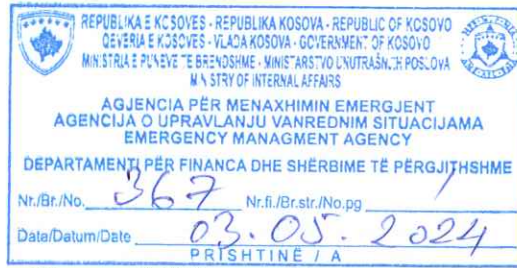 REPUBLIKA E KOSOVËS - REPUBLIKA KOSOVA - REPUBLIC OF KOSOVO
QEVERIA E KOSOVËS - VLADA KOSOVA - GOVERNMENT OF KOSOVO
MINISTRIA E PUNËVE TË BRENDSHME - MINISTARSTVO UNUTRAŠNJIH POSLOVA
MINISTRY OF INTERNAL AFFAIRS
AGJENCIA PËR MENAXHIMIN EMERGJENT
AGENCIJA O UPRAVLJANJU VANREDNIM SITUACIJAMA
EMERGENCY MANAGMENT AGENCY
DEPARTAMENTI PËR FINANCA DHE SHËRBIME TË PËRGJITHSHME
Nr./Br./No. 367 Nr.fi./Br.str./No.pg 1
Data/Datum/Date 03.05.2024
PRISHTINË / A